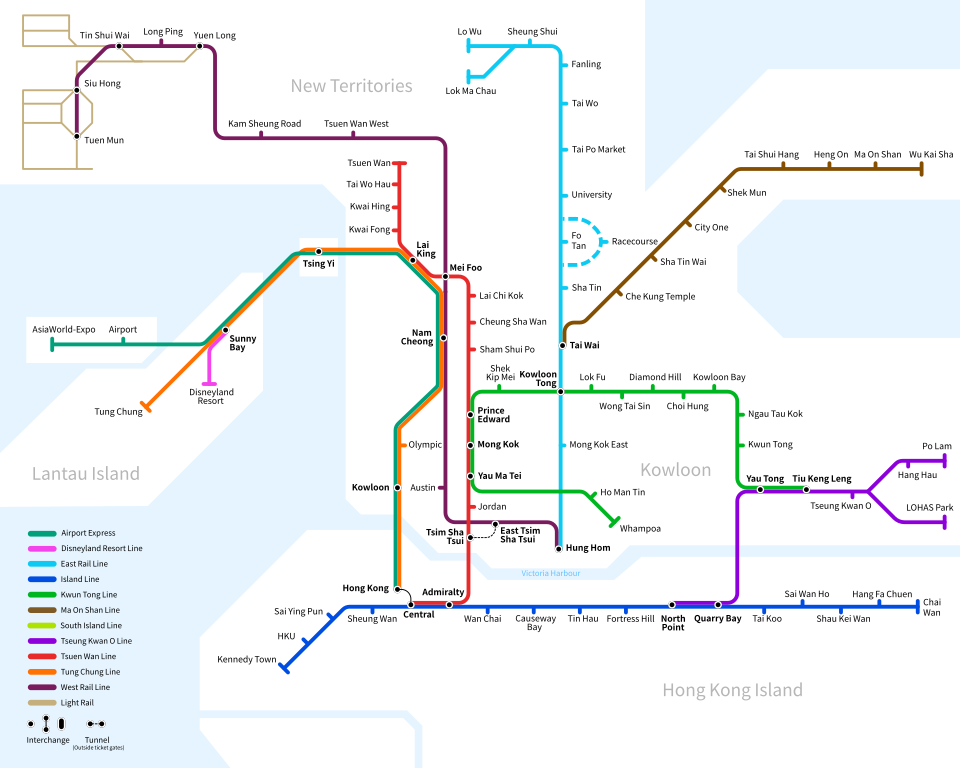 Lo Wu
Sheung Shui
Tin Shui Wai
Long Ping
Yuen Long
Fanling
New Territories
Siu Hong
Lok Ma Chau
Tai Wo
Kam Sheung Road
Tsuen Wan West
Tuen Mun
Tai Po Market
Tai Shui Hang
Heng On
Ma On Shan
Wu Kai Sha
Tsuen Wan
Tai Wo Hau
University
Shek Mun
Kwai Hing
Kwai Fong
City One
Fo
Tan
Racecourse
Lai
King
Tsing Yi
Mei Foo
Sha Tin Wai
Sha Tin
Che Kung Temple
Lai Chi Kok
Cheung Sha Wan
AsiaWorld-Expo
Airport
Sunny
Bay
Nam
Cheong
Sham Shui Po
Tai Wai
Shek
Kip Mei
Kowloon
Tong
Lok Fu
Diamond Hill
Kowloon Bay
Disneyland
Resort
Tung Chung
Wong Tai Sin
Choi Hung
Prince
Edward
Ngau Tau Kok
Olympic
Mong Kok
Mong Kok East
Kwun Tong
Po Lam
Lantau Island
Kowloon
Yau Ma Tei
Yau Tong
Tiu Keng Leng
Hang Hau
Kowloon
Austin
Ho Man Tin
Jordan
Tseung Kwan O
LOHAS Park
Whampoa
Tsim Sha
Tsui
East Tsim
Sha Tsui
Hung Hom
Victoria Harbour
Hong Kong
Admiralty
Central
Sai Wan Ho
Hang Fa Chuen
Chai
Wan
Sai Ying Pun
Sheung Wan
Wan Chai
Causeway
Bay
Tin Hau
Fortress Hill
North
Point
Quarry Bay
Tai Koo
Shau Kei Wan
HKU
Kennedy Town
Hong Kong Island
Airport Express
Disneyland Resort Line
East Rail Line
Island Line
Kwun Tong Line
Ma On Shan Line
South Island Line
Tseung Kwan O Line
Tsuen Wan Line
Tung Chung Line
West Rail Line
Light Rail
Interchange
Tunnel
(Outside ticket gates)